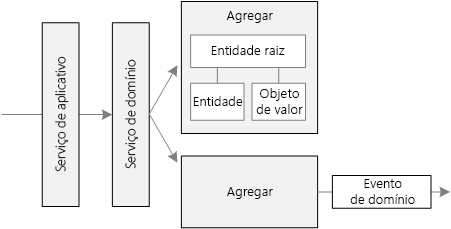 Serviço de aplicativo
Serviço de domínio
Agregar
Entidade raiz
Entidade
Objeto
de valor
Agregar
Evento
de domínio